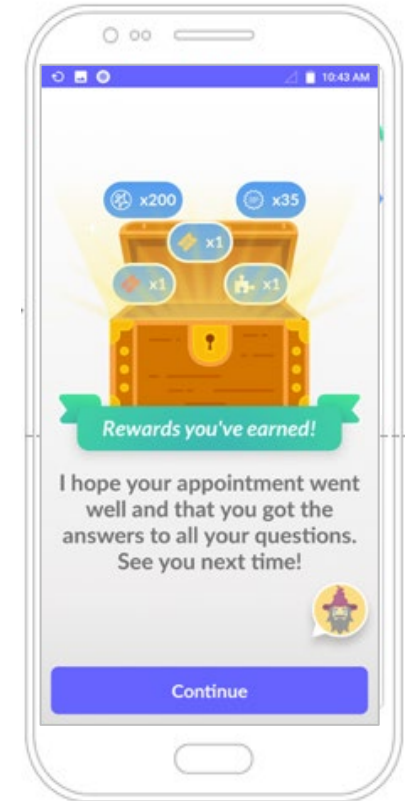 10:43 AM
x200
x35
x1
x1
x1
Rewards you've earned!
I hope your appointment went
well and that you got the
answers to all your questions.
See you next time!
Continue